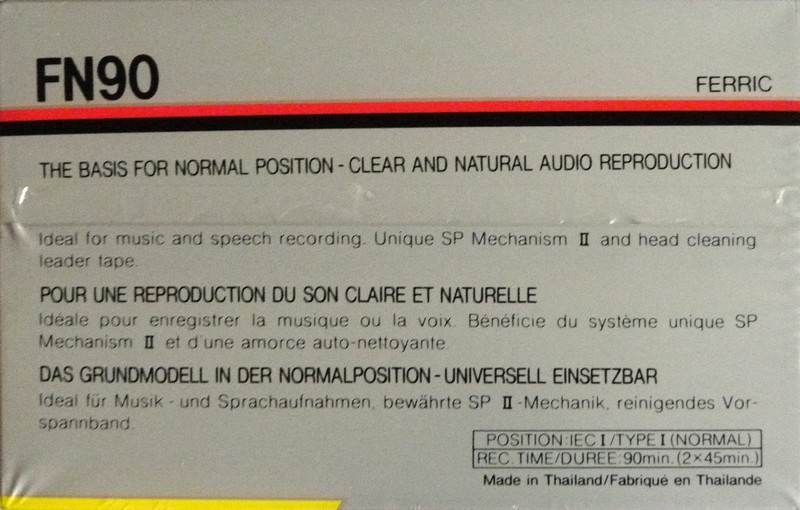 FN90
FERRIC
THE BASIS FOR NORMAL POSITION - CLEAR AND NATURAL AUDIO REPRODUCTION
Ideal for music and speech recording. Unique SP Mechanism II and head cleaning
leader tape.
POUR UNE REPRODUCTION DU SON CLAIRE ET NATURELLE
Idéale pour enregistrer la musique ou la voix. Bénéficie du système unique SP
Mechanism II et d'une amorce auto-nettoyante.
DAS GRUNDMODELL IN DER NORMALPOSITION - UNIVERSELL EINSETZBAR
Ideal für Musik - und Sprachaufnahmen, bewährte SP II -Mechanik, reinigendes Vor-
spannband.
POSITION:IEC I/TYPE I (NORMAL)
REC. TIME/DUREE:90min.(2×45min.)
Made in Thailand/Fabriqué en Thailande